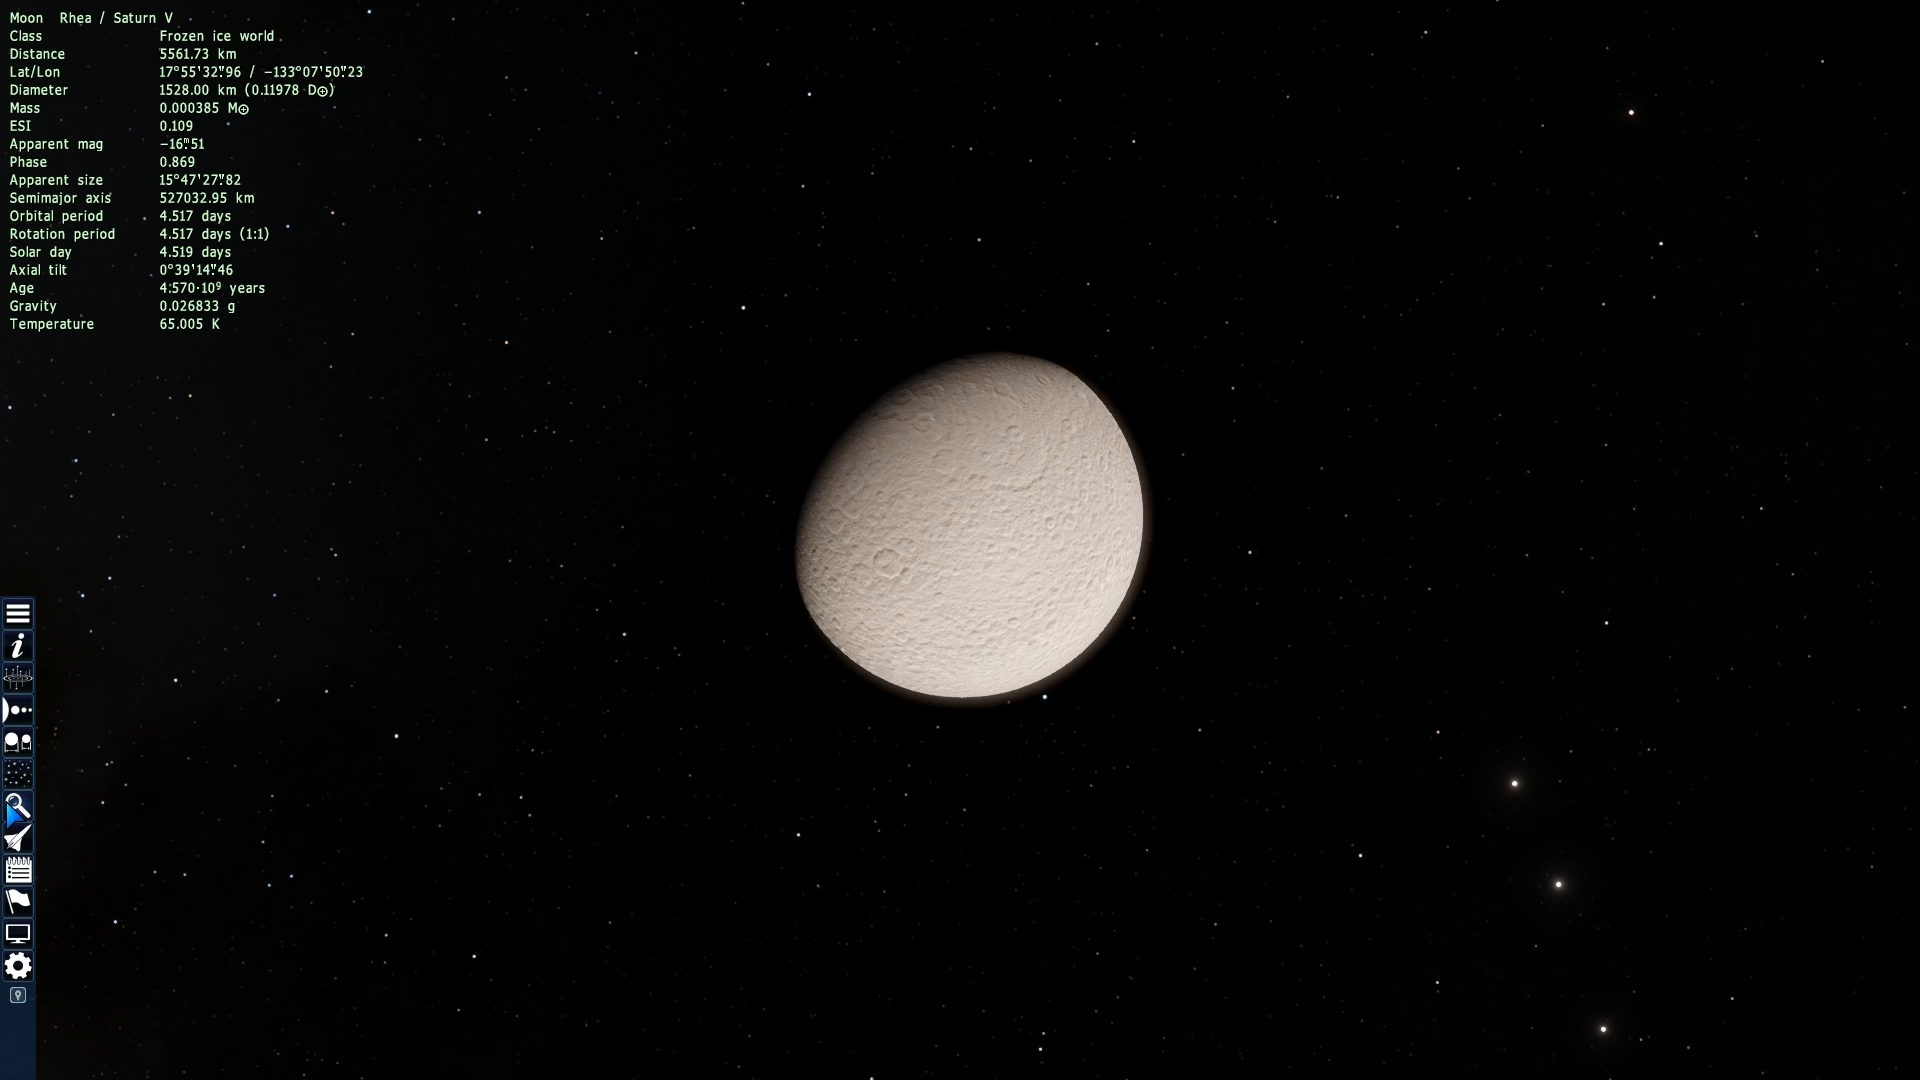 Moon Rhea / Saturn V
Class Frozen ice world
Distance 5561.73 km
Lat/Lon 17°55'32".96 / −133°07'50".23
Diameter 1528.00 km (0.11978 D⊕)
Mass 0.000385 M⊕
ESI 0.109
Apparent mag −16ᵐ.51
Phase 0.869
Apparent size 15°47'27".82
Semimajor axis 527032.95 km
Orbital period 4.517 days
Rotation period 4.517 days (1:1)
Solar day 4.519 days
Axial tilt 0°39'14".46
Age 4.570·10⁹ years
Gravity 0.026833 g
Temperature 65.005 K